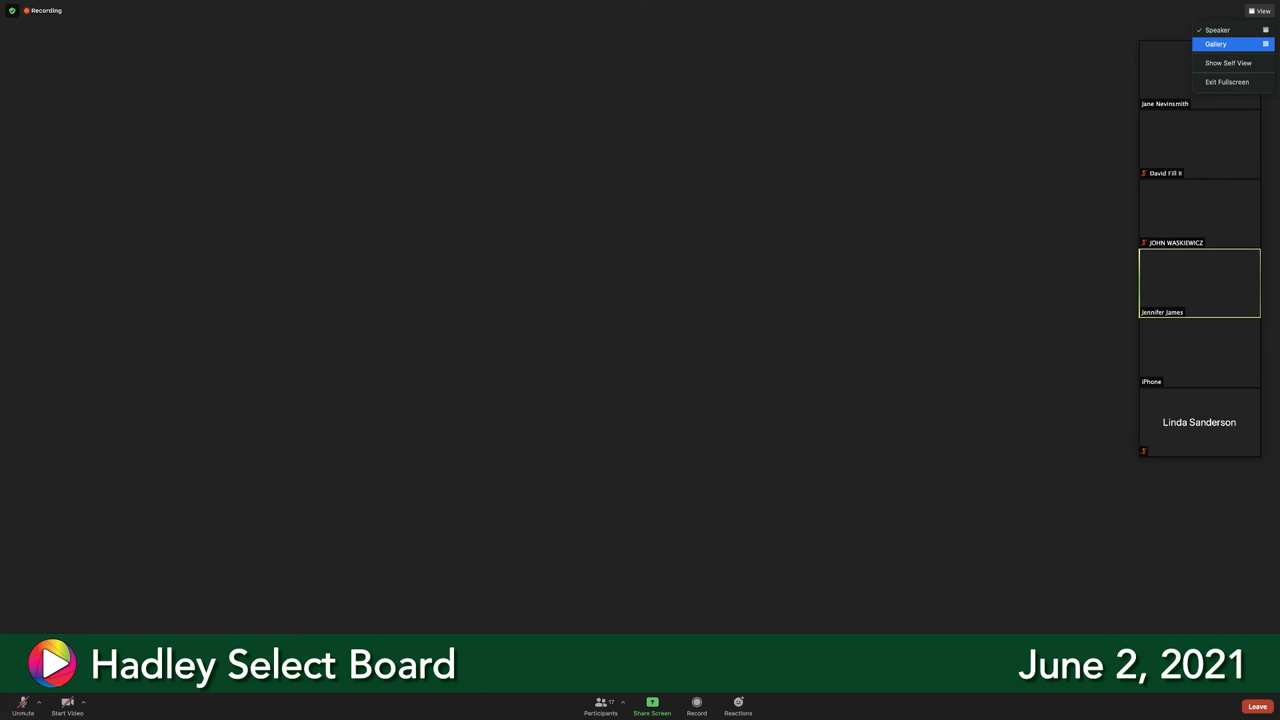 Recording
View
Speaker
Gallery
Show Self View
Exit Fullscreen
Jane Nevinsmith
David Fill II
JOHN WASKIEWICZ
Jennifer James
iPhone
Linda Sanderson
Hadley Select Board
June 2, 2021
Unmute
Start Video
Participants
17
Share Screen
Record
Reactions
Leave